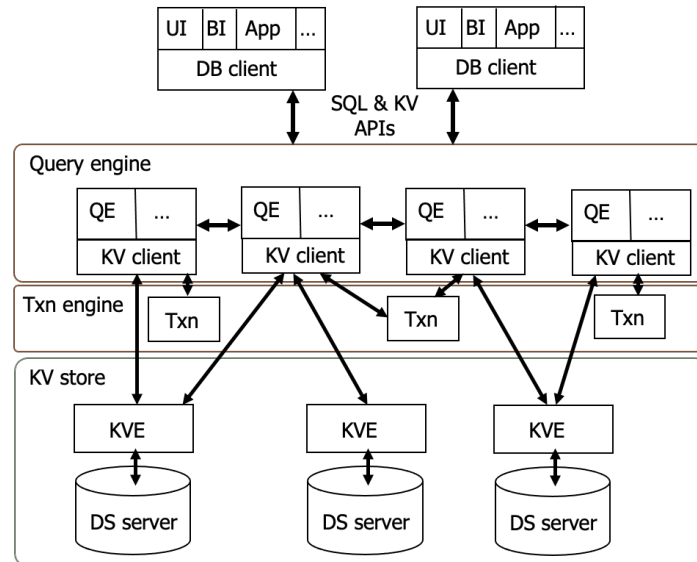 UI BI App ...
DB client
UI BI App ...
DB client
SQL & KV
APIs
Query engine
QE ...
KV client
QE ...
KV client
QE ...
KV client
QE ...
KV client
Txn engine
Txn
Txn
Txn
KV store
KVE
KVE
KVE
DS server
DS server
DS server